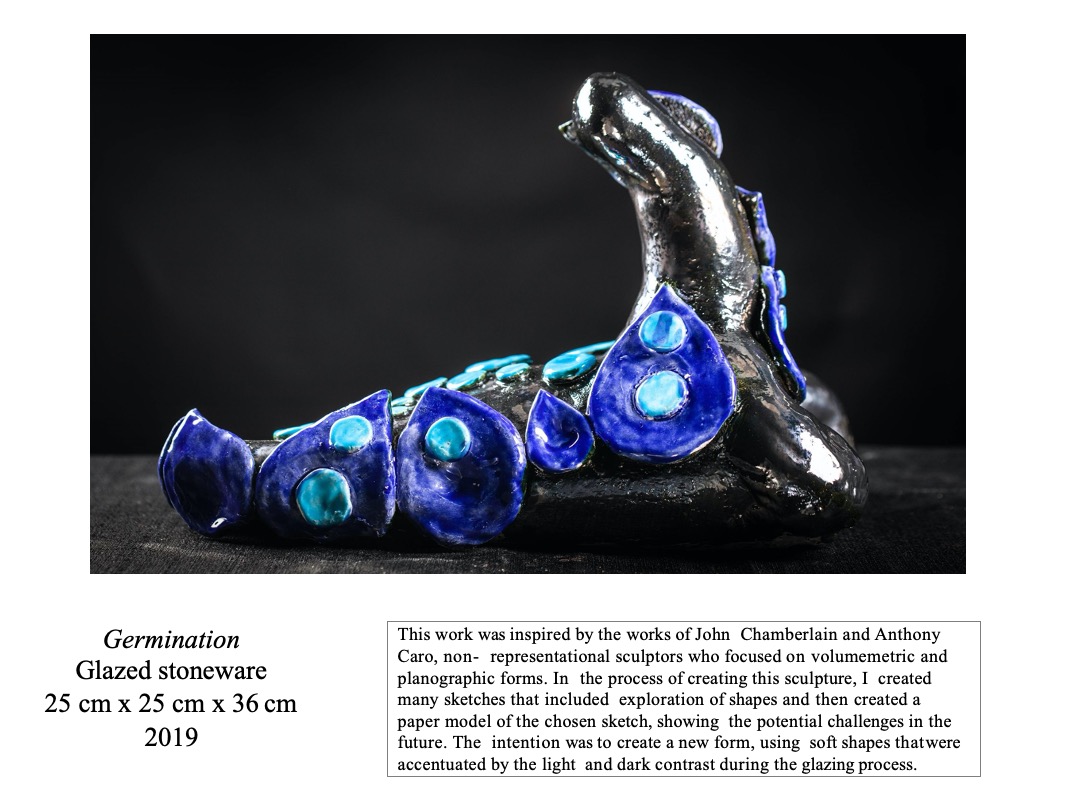 Germination
Glazed stoneware
25 cm x 25 cm x 36 cm
2019
This work was inspired by the works of John Chamberlain and Anthony
Caro, non- representational sculptors who focused on volumemetric and
planographic forms. In the process of creating this sculpture, I created
many sketches that included exploration of shapes and then created a
paper model of the chosen sketch, showing the potential challenges in the
future. The intention was to create a new form, using soft shapes thatwere
accentuated by the light and dark contrast during the glazing process.